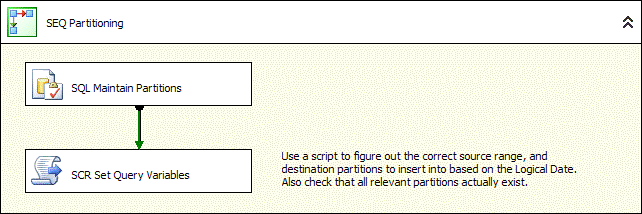 SEQ Partitioning
SQL Maintain Partitions
SCR Set Query Variables
Use a script to figure out the correct source range, and
destination partitions to insert into based on the Logical Date.
Also check that all relevant partitions actually exist.